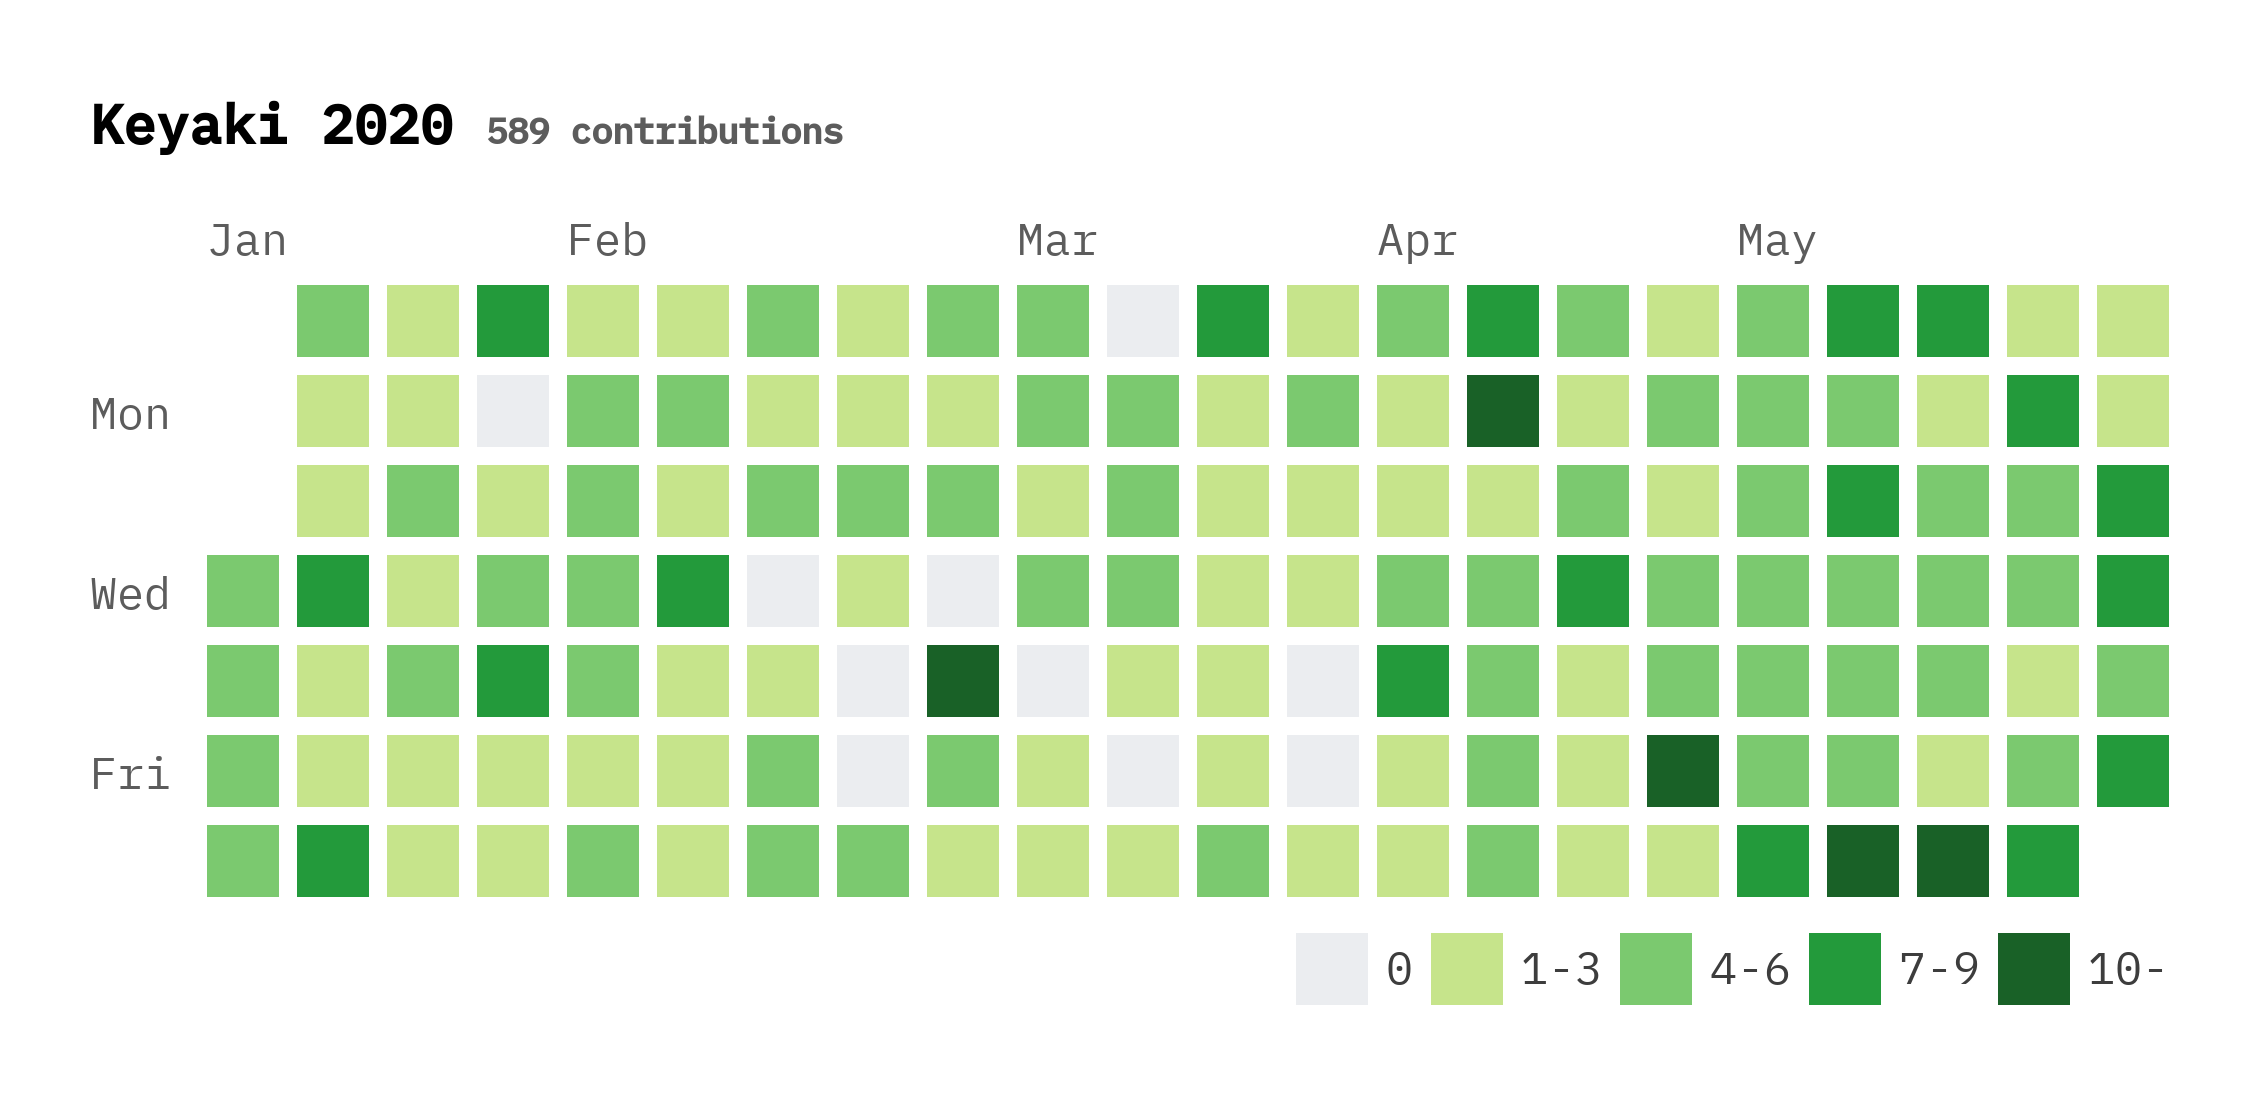 Keyaki 2020 589 contributions
Jan Feb Mar Apr May
Mon
Wed
Fri
0 1-3 4-6 7-9 10-